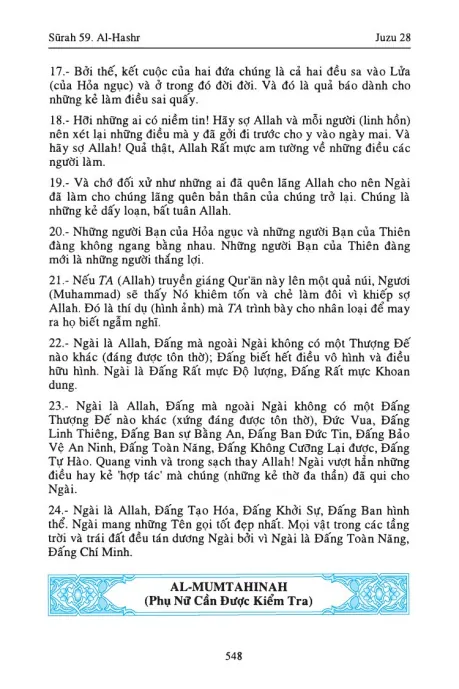 Sūrah 59. Al-Hashr Juzu 28
17.- Bởi thế, kết cuộc của hai đứa chúng là cả hai đều sa vào Lửa
(của Hỏa ngục) và ở trong đó đời đời. Và đó là quả báo dành cho
những kẻ làm điều sai quấy.
18.- Hỡi những ai có niềm tin! Hãy sợ Allah và mỗi người (linh hồn)
nên xét lại những điều mà y đã gởi đi trước cho y vào ngày mai. Và
hãy sợ Allah! Quả thật, Allah Rất mực am tường về những điều các
người làm.
19.- Và chớ đối xử như những ai đã quên lãng Allah cho nên Ngài
đã làm cho chúng lãng quên bản thân của chúng trở lại. Chúng là
những kẻ dấy loạn, bất tuân Allah.
20.- Những người Bạn của Hỏa ngục và những người Bạn của Thiên
đàng không ngang bằng nhau. Những người Bạn của Thiên đàng
mới là những người thắng lợi.
21.- Nếu TA (Allah) truyền giáng Qur'ān này lên một quả núi, Ngươi
(Muhammad) sẽ thấy Nó khiêm tốn và chẻ làm đôi vì khiếp sợ
Allah. Đó là thí dụ (hình ảnh) mà TA trình bày cho nhân loại để may
ra họ biết ngẫm nghĩ.
22.- Ngài là Allah, Đấng mà ngoài Ngài không có một Thượng Đế
nào khác (đáng được tôn thờ); Đấng biết hết điều vô hình và điều
hữu hình. Ngài là Đấng Rất mực Độ lượng, Đấng Rất mực Khoan
dung.
23.- Ngài là Allah, Đấng mà ngoài Ngài không có một Đấng
Thượng Đế nào khác (xứng đáng được tôn thờ), Đức Vua, Đấng
Linh Thiêng, Đấng Ban sự Bằng An, Đấng Ban Đức Tin, Đấng Bảo
Vệ An Ninh, Đấng Toàn Năng, Đấng Không Cưỡng Lại được, Đấng
Tự Hào. Quang vinh và trong sạch thay Allah! Ngài vượt hẳn những
điều hay kẻ 'hợp tác' mà chúng (những kẻ thờ đa thần) đã qui cho
Ngài.
24.- Ngài là Allah, Đấng Tạo Hóa, Đấng Khởi Sự, Đấng Ban hình
thể. Ngài mang những Tên gọi tốt đẹp nhất. Mọi vật trong các tầng
trời và trái đất đều tán dương Ngài bởi vì Ngài là Đấng Toàn Năng,
Đấng Chí Minh.
AL-MUMTAHINAH
(Phụ Nữ Cần Được Kiểm Tra)
548